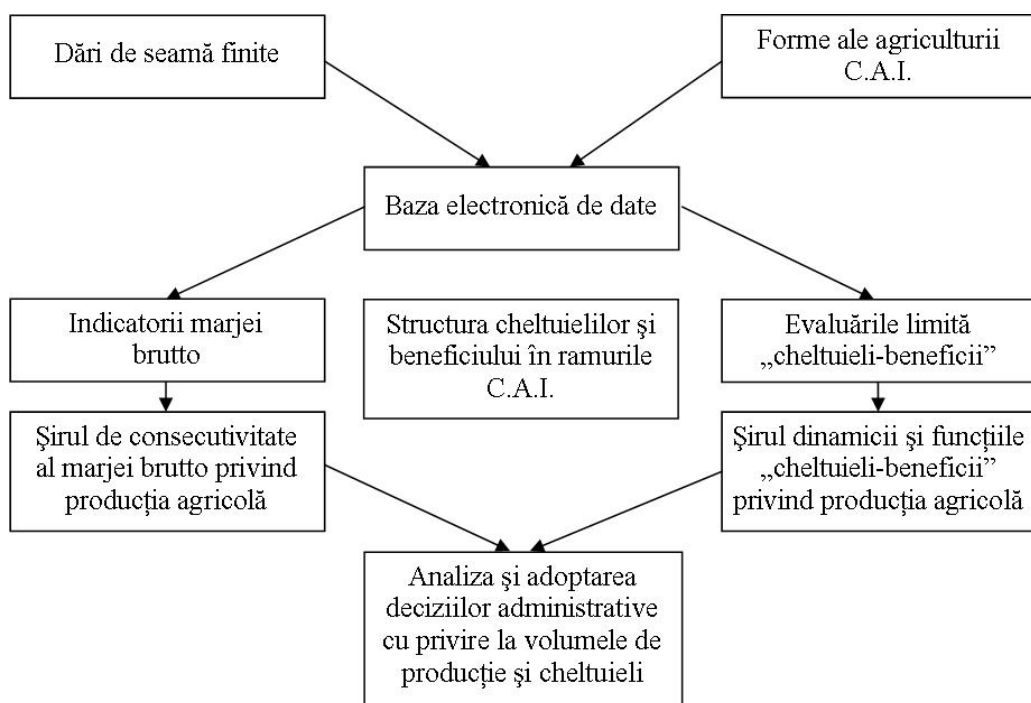 Dări de seamă finite
Forme ale agriculturii
C.A.I.
Baza electronică de date
Indicatorii marjei
brutto
Structura cheltuielilor şi
beneficiului în ramurile
C.A.I.
Evaluările limită
„cheltuieli-beneficii”
Şirul de consecutivitate
al marjei brutto privind
producţia agricolă
Şirul dinamicii şi funcţiile
„cheltuieli-beneficii”
privind producţia agricolă
Analiza şi adoptarea
deciziilor administrative
cu privire la volumele de
producţie şi cheltuieli